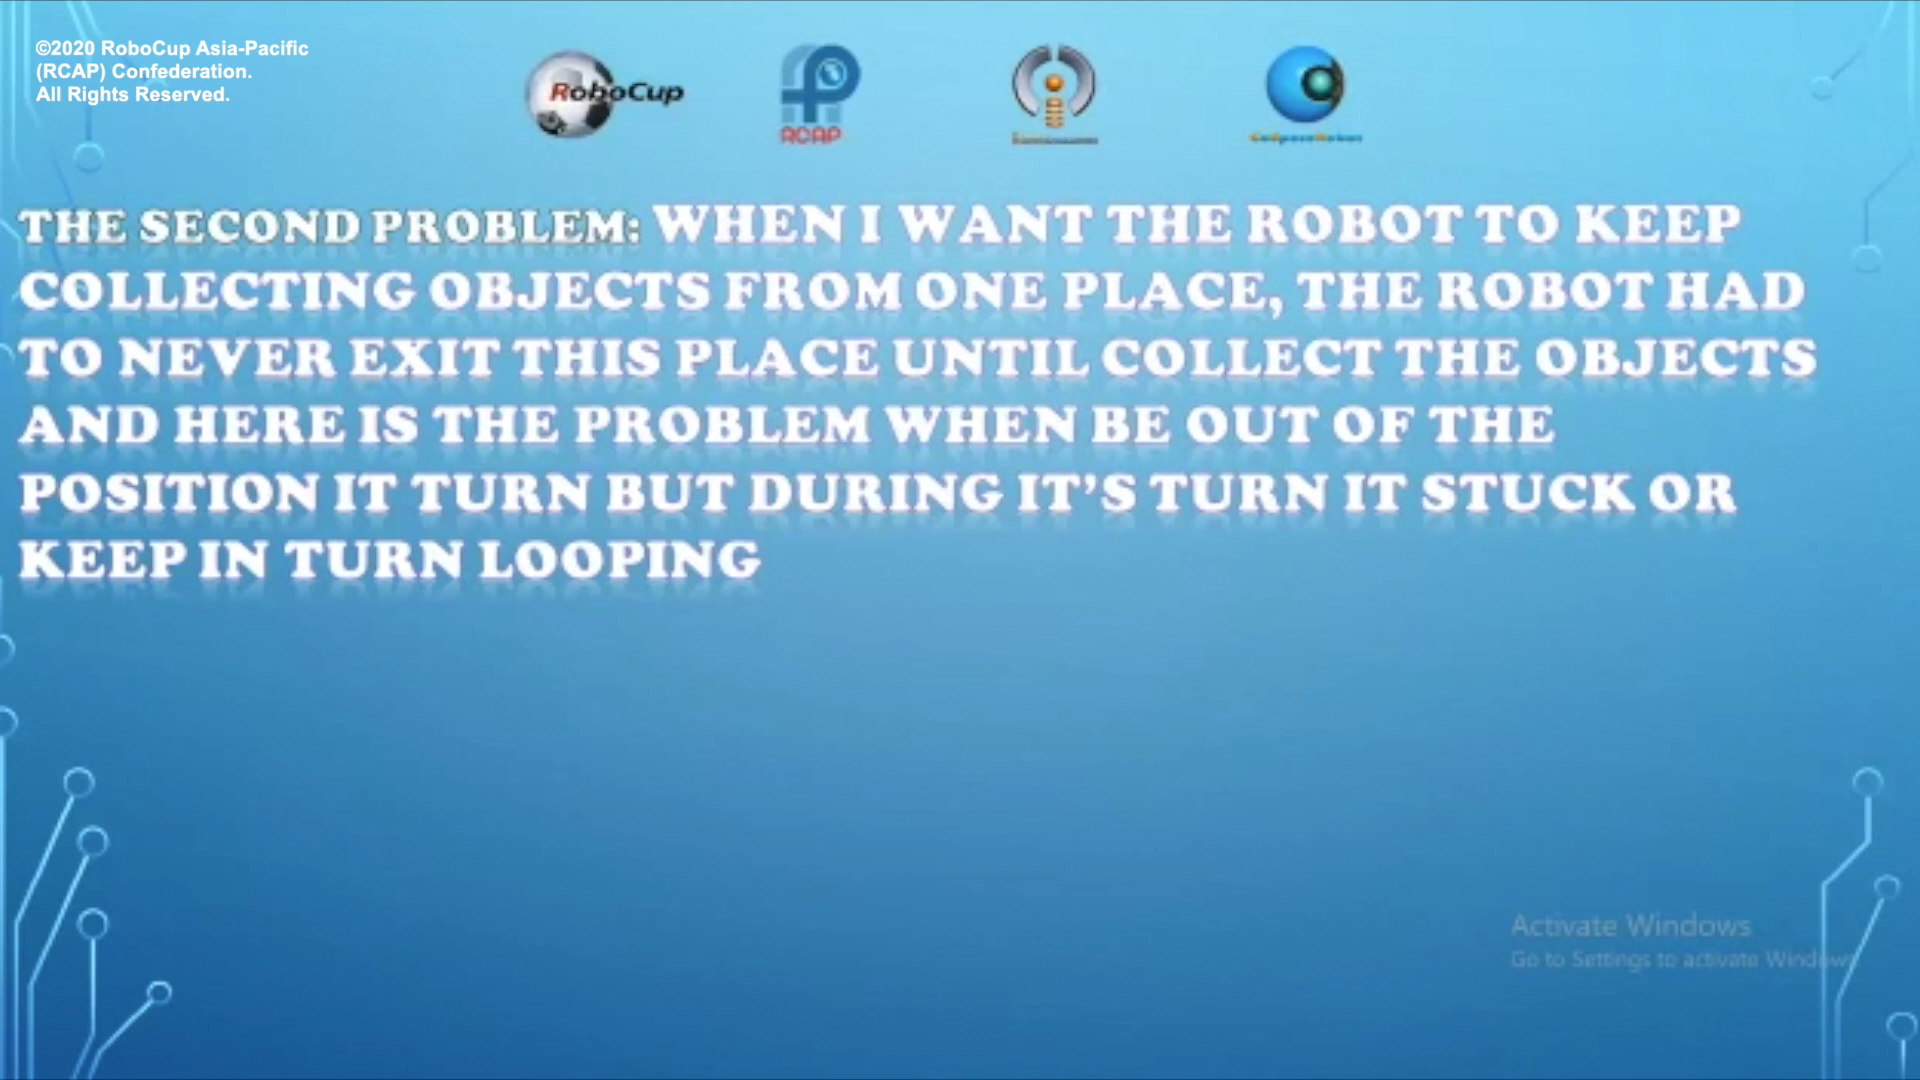 ©2020 RoboCup Asia-Pacific
(RCAP) Confederation.
All Rights Reserved.
RoboCup
RCAP
CoSpaceRobot
THE SECOND PROBLEM: WHEN I WANT THE ROBOT TO KEEP
COLLECTING OBJECTS FROM ONE PLACE, THE ROBOT HAD
TO NEVER EXIT THIS PLACE UNTIL COLLECT THE OBJECTS
AND HERE IS THE PROBLEM WHEN BE OUT OF THE
POSITION IT TURN BUT DURING IT’S TURN IT STUCK OR
KEEP IN TURN LOOPING
Activate Windows
Go to Settings to activate Windows